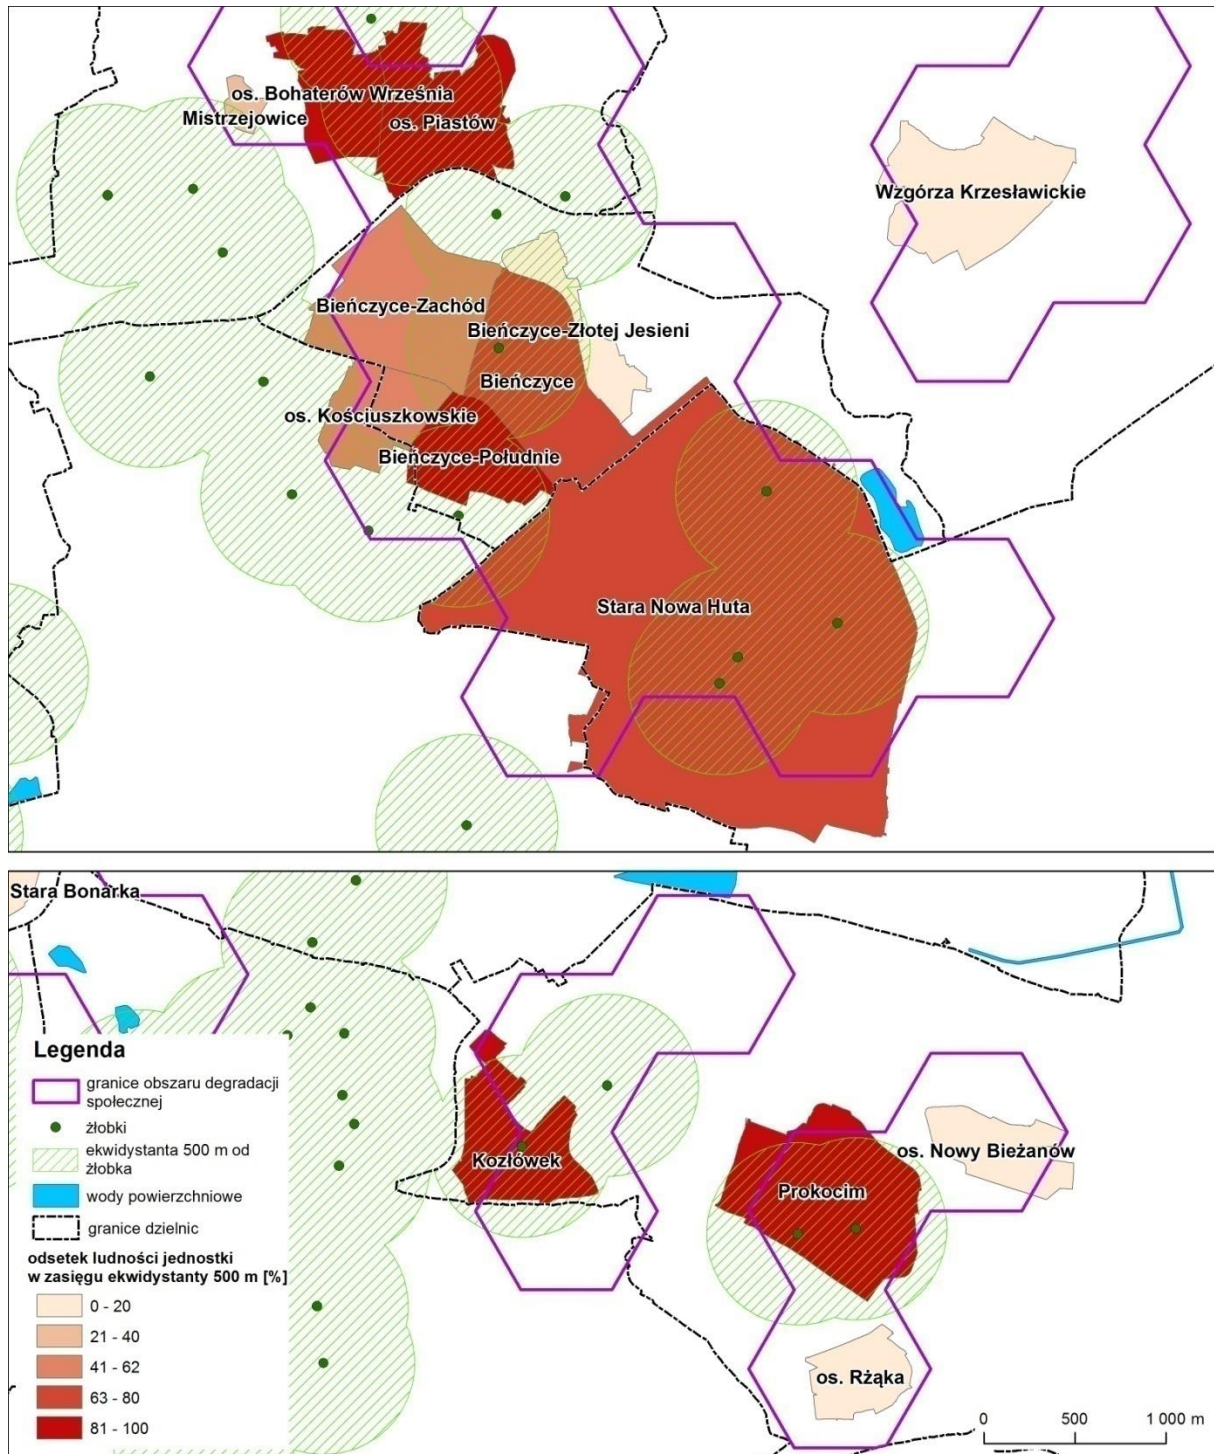 os. Bohaterów Września
Mistrzejowice
os. Piastów
Wzgórza Krzesławickie
Bieńczyce-Zachód
Bieńczyce-Złotej Jesieni
Bieńczyce
os. Kościuszkowskie
Bieńczyce-Południe
Stara Nowa Huta
Stara Bonarka
Kozłówek
os. Nowy Bieżanów
Prokocim
os. Rżąka
Legenda
granice obszaru degradacji
społecznej
żłobki
ekwidystanta 500 m od
żłobka
wody powierzchniowe
granice dzielnic
odsetek ludności jednostki
w zasięgu ekwidystanty 500 m [%]
0 - 20
21 - 40
41 - 62
63 - 80
81 - 100
0 500 1 000 m